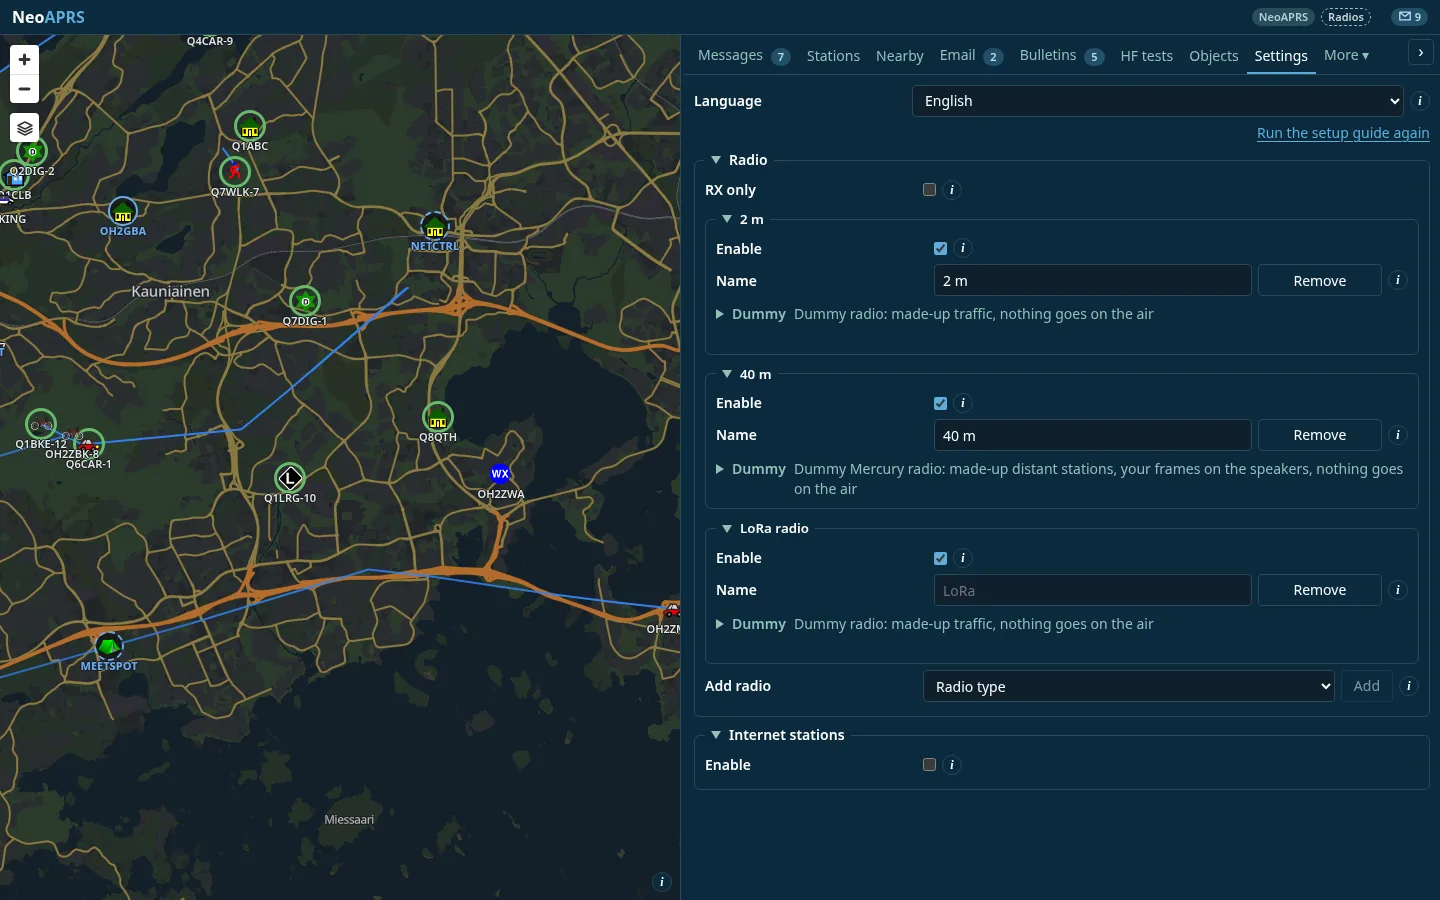 NeoAPRS
NeoAPRS
Radios
9
Messages 7
Stations
Nearby
Email 2
Bulletins 5
HF tests
Objects
Settings
More ▾
Language
English
Run the setup guide again
Radio
RX only
2 m
Enable
Name
2 m
Remove
Dummy Dummy radio: made-up traffic, nothing goes on the air
40 m
Enable
Name
40 m
Remove
Dummy Dummy Mercury radio: made-up distant stations, your frames on the speakers, nothing goes
on the air
LoRa radio
Enable
Name
LoRa
Remove
Dummy Dummy radio: made-up traffic, nothing goes on the air
Add radio
Radio type
Add
Internet stations
Enable
Q4CAR-9
Q1ABC
Q2DIG-2
Q7WLK-7
KING
OH2GBA
NETCTRL
Kauniainen
Q7DIG-1
Q8QTH
Q1BKE-12
OH2ZBK-8
Q6CAR-1
WX
OH2ZWA
L
Q1LRG-10
MEETSPOT
Miessaari